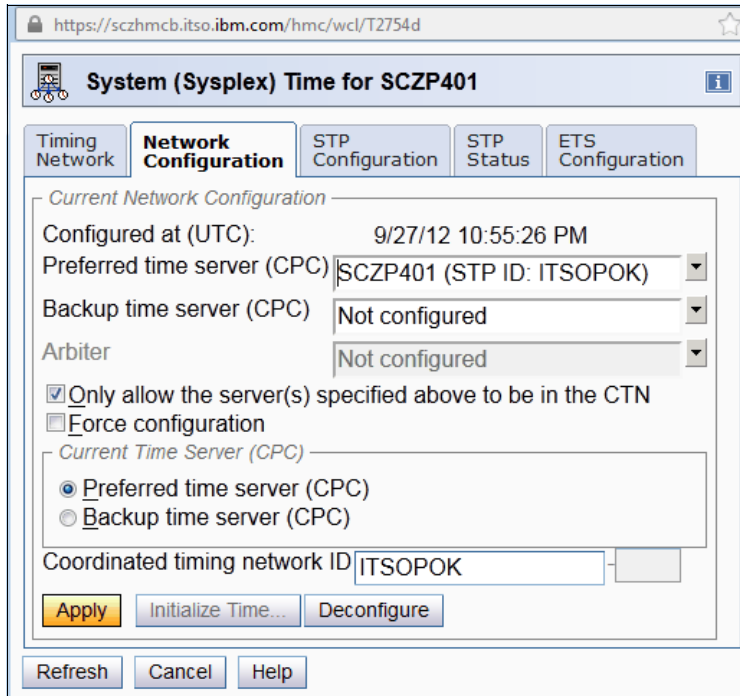 https://sczhmcb.itso.ibm.com/hmc/wcl/T2754d
System (Sysplex) Time for SCZP401
i
Timing
Network
Network
Configuration
STP
Configuration
STP
Status
ETS
Configuration
Current Network Configuration
Configured at (UTC): 9/27/12 10:55:26 PM
Preferred time server (CPC) SCZP401 (STP ID: ITSOPOK)
Backup time server (CPC) Not configured
Arbiter Not configured
Only allow the server(s) specified above to be in the CTN
Force configuration
Current Time Server (CPC)
Preferred time server (CPC)
Backup time server (CPC)
Coordinated timing network ID ITSOPOK -
Apply Initialize Time... Deconfigure
Refresh Cancel Help